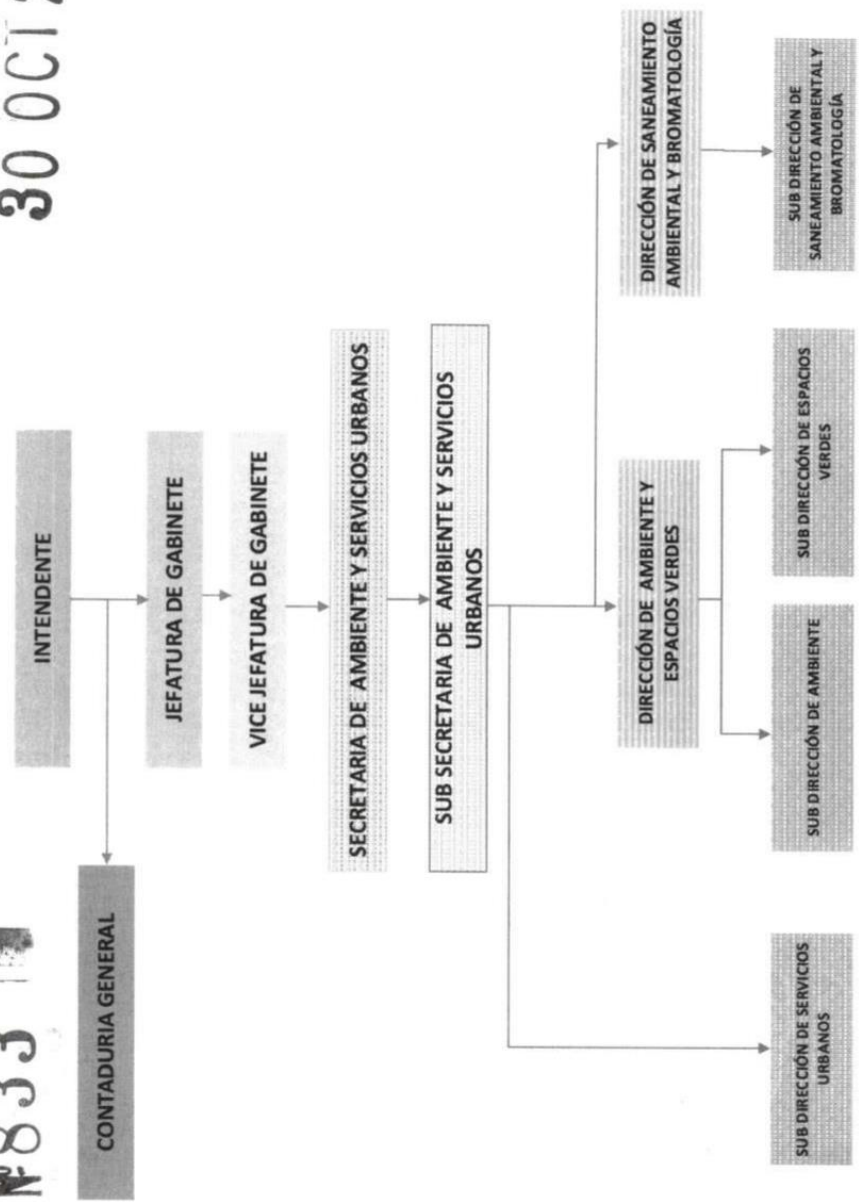 Nº 833
30 OCT
INTENDENTE
CONTADURIA GENERAL
JEFATURA DE GABINETE
VICE JEFATURA DE GABINETE
SECRETARIA DE AMBIENTE Y SERVICIOS URBANOS
SUB SECRETARIA DE AMBIENTE Y SERVICIOS
URBANOS
DIRECCIÓN DE AMBIENTE Y
ESPACIOS VERDES
DIRECCIÓN DE SANEAMIENTO
AMBIENTAL Y BROMATOLOGÍA
SUB DIRECCIÓN DE SERVICIOS
URBANOS
SUB DIRECCIÓN DE AMBIENTE
SUB DIRECCIÓN DE ESPACIOS
VERDES
SUB DIRECCIÓN DE
SANEAMIENTO AMBIENTAL Y
BROMATOLOGÍA